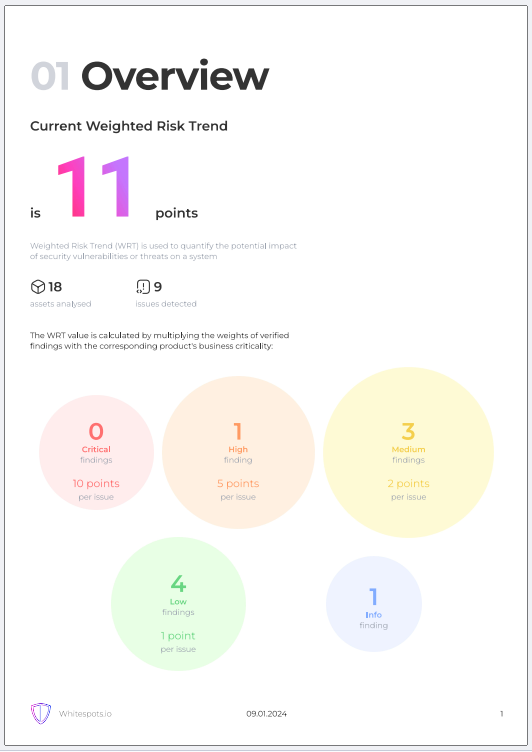 01 Overview
Current Weighted Risk Trend
is 11 points
Weighted Risk Trend (WRT) is used to quantify the potential impact
of security vulnerabilities or threats on a system
18
assets analysed
9
issues detected
The WRT value is calculated by multiplying the weights of verified
findings with the corresponding product's business criticality:
0
Critical
findings
10 points
per issue
1
High
finding
5 points
per issue
3
Medium
findings
2 points
per issue
4
Low
findings
1 point
per issue
1
Info
finding
Whitespots.io
09.01.2024
1